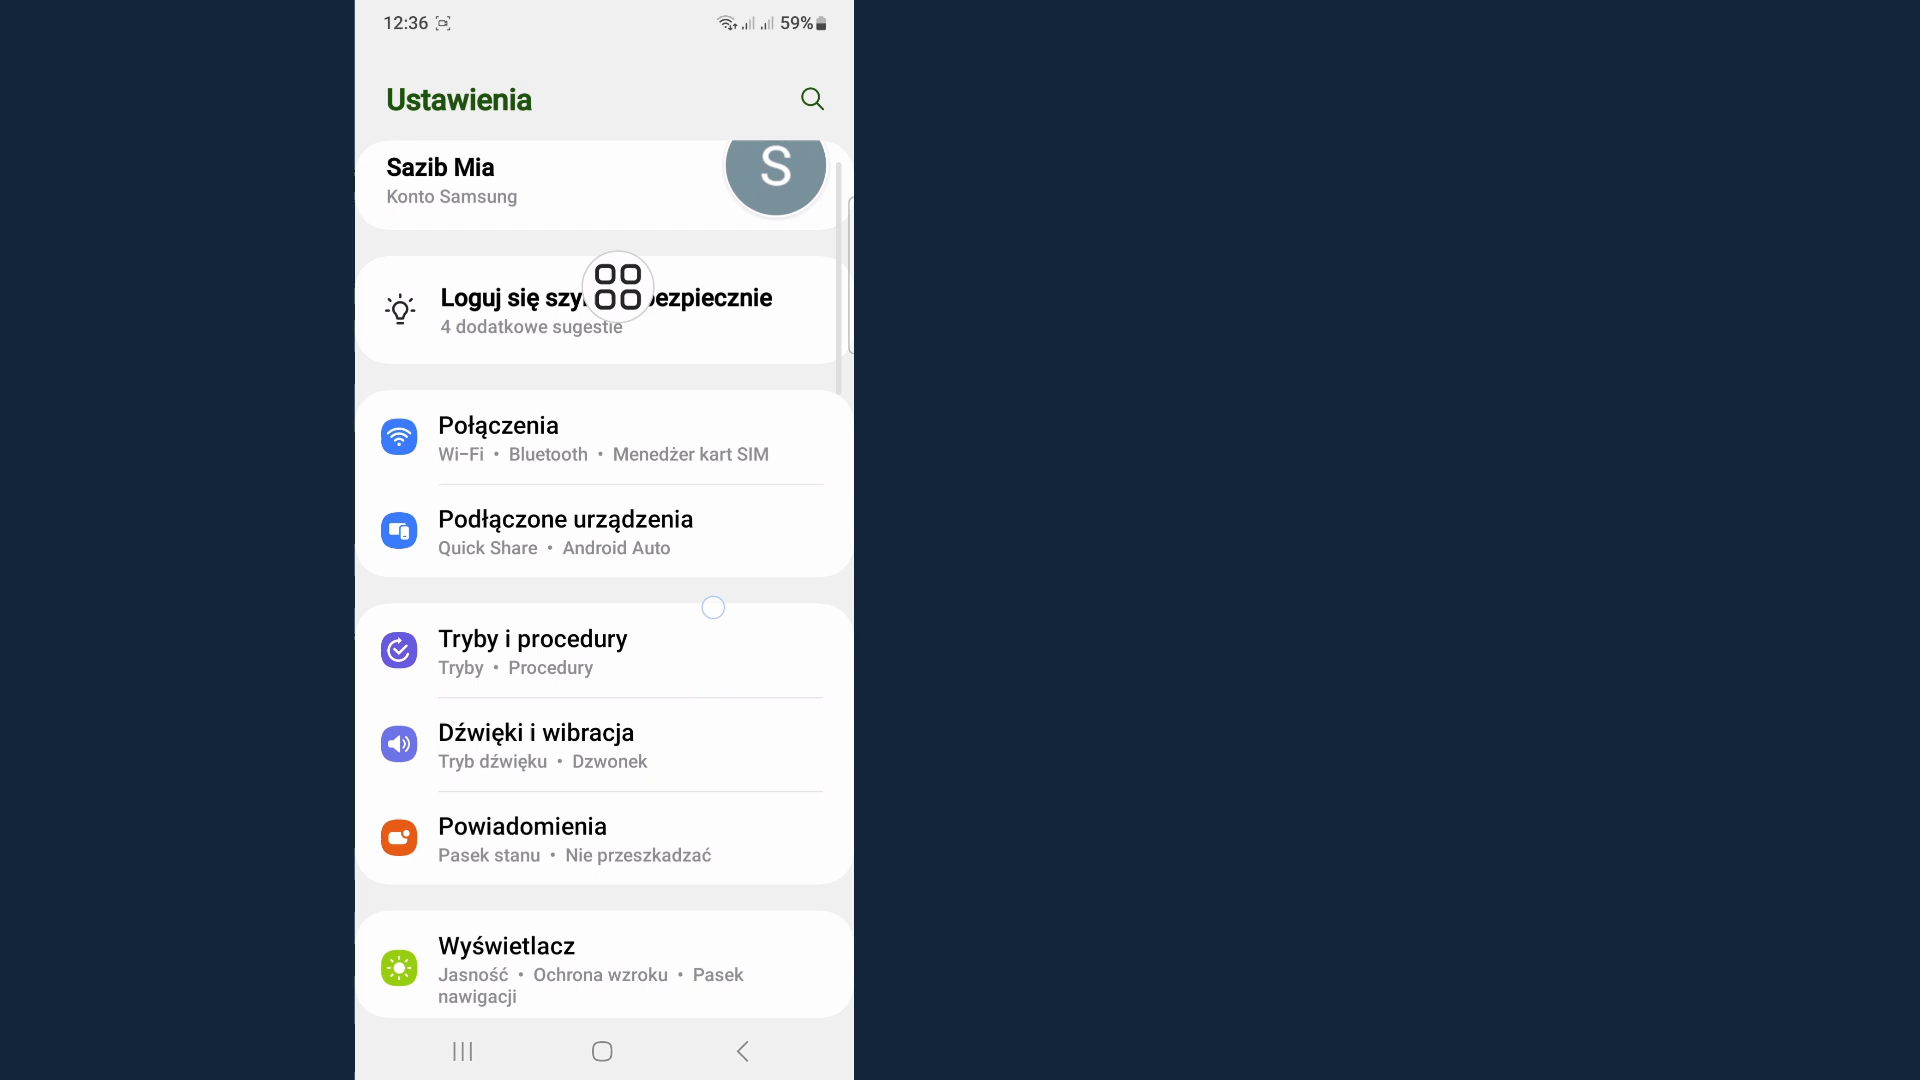 12:36 59%
Ustawienia
Sazib Mia
S
Konto Samsung
Loguj się
4 dodatkowe sugestie
Połączenia
Wi-Fi • Bluetooth • Menedżer kart SIM
Podłączone urządzenia
Quick Share • Android Auto
Tryby i procedury
Tryby • Procedury
Dźwięki i wibracja
Tryb dźwięku • Dzwonek
Powiadomienia
Pasek stanu • Nie przeszkadzać
Wyświetlacz
Jasność • Ochrona wzroku • Pasek
nawigacji